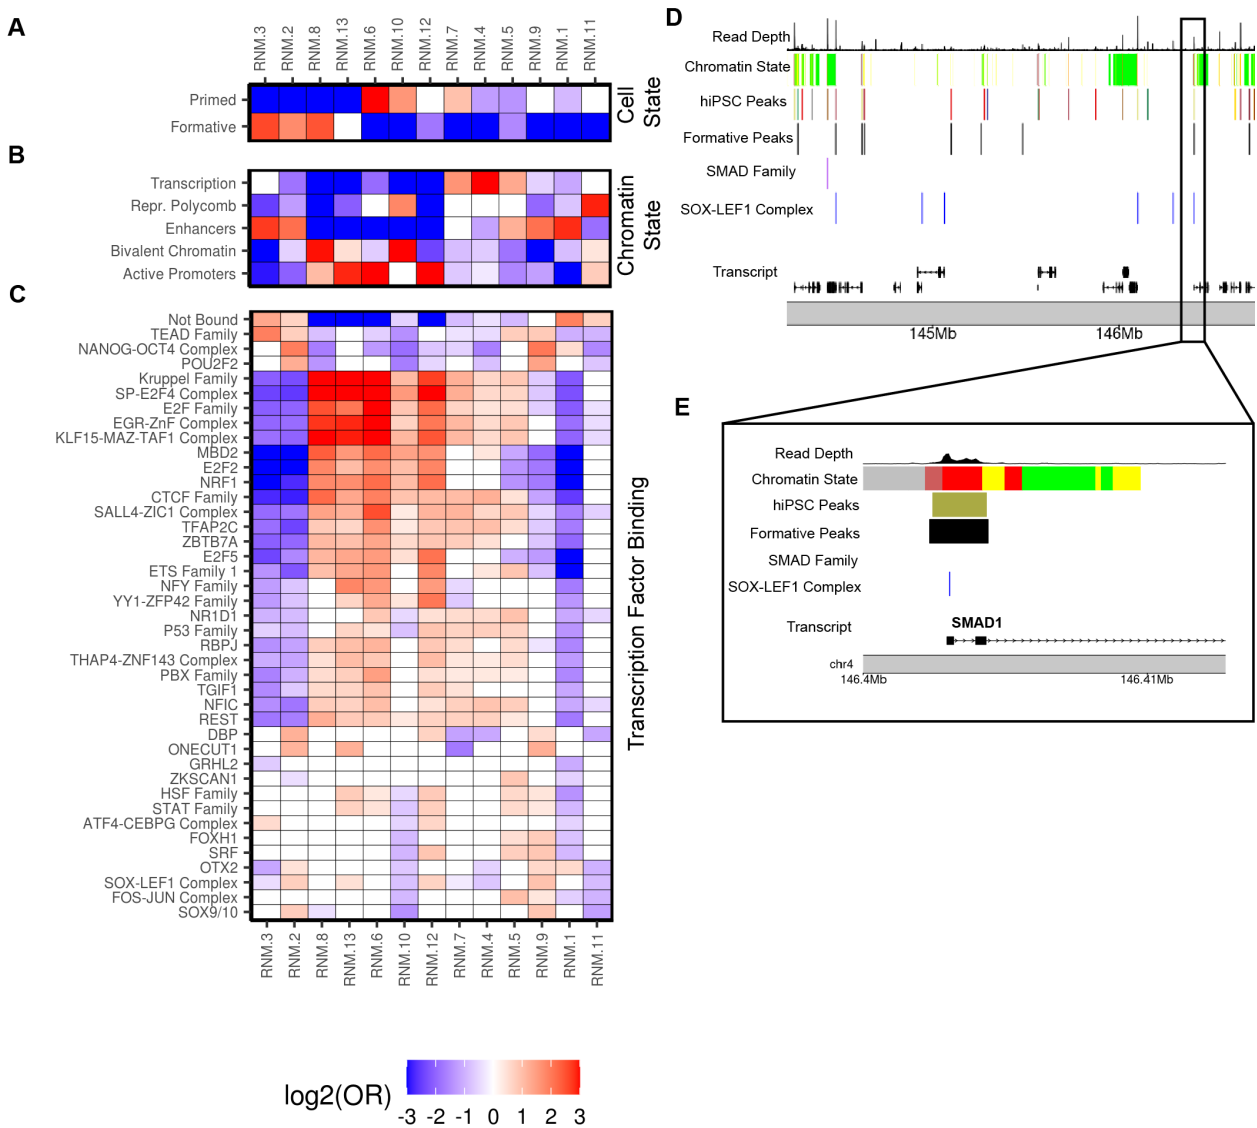 A
RNM.3 RNM.2 RNM.8 RNM.13 RNM.6 RNM.10 RNM.12 RNM.7 RNM.4 RNM.5 RNM.9 RNM.1 RNM.11
Primed
Formative
Cell
State
B
Transcription
Repr. Polycomb
Enhancers
Bivalent Chromatin
Active Promoters
Chromatin
State
C
Not Bound
TEAD Family
NANOG-OCT4 Complex
POU2F2
Kruppel Family
SP-E2F4 Complex
E2F Family
EGR-ZnF Complex
KLF15-MAZ-TAF1 Complex
MBD2
E2F2
NRF1
CTCF Family
SALL4-ZIC1 Complex
TFAP2C
ZBTB7A
E2F5
ETS Family 1
NFY Family
YY1-ZFP42 Family
NR1D1
P53 Family
RBPJ
THAP4-ZNF143 Complex
PBX Family
TGIF1
NFIC
REST
DBP
ONECUT1
GRHL2
ZKSCAN1
HSF Family
STAT Family
ATF4-CEBPG Complex
FOXH1
SRF
OTX2
SOX-LEF1 Complex
FOS-JUN Complex
SOX9/10
Transcription Factor Binding
RNM.3 RNM.2 RNM.8 RNM.13 RNM.6 RNM.10 RNM.12 RNM.7 RNM.4 RNM.5 RNM.9 RNM.1 RNM.11
log2(OR)
-3 -2 -1 0 1 2 3
D
Read Depth
Chromatin State
hiPSC Peaks
Formative Peaks
SMAD Family
SOX-LEF1 Complex
Transcript
145Mb 146Mb
E
Read Depth
Chromatin State
hiPSC Peaks
Formative Peaks
SMAD Family
SOX-LEF1 Complex
Transcript
SMAD1
chr4
146.4Mb 146.41Mb